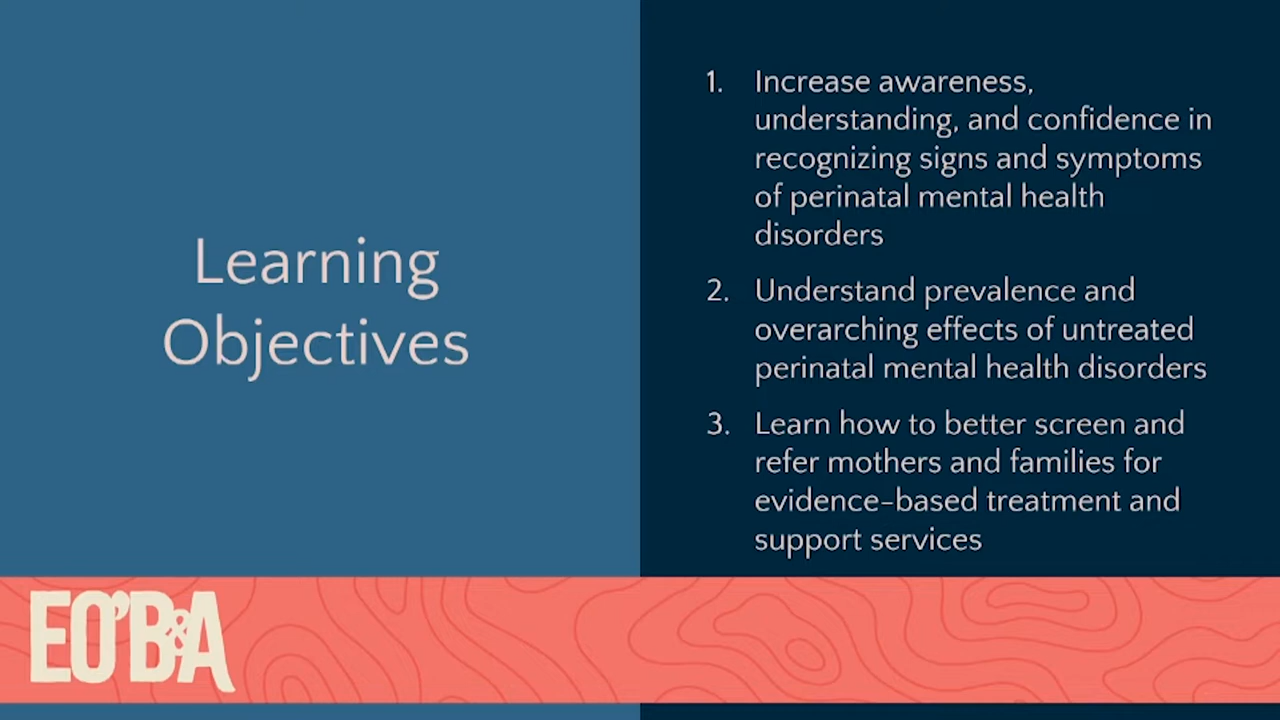 Learning
Objectives
1. Increase awareness,
understanding, and confidence in
recognizing signs and symptoms
of perinatal mental health
disorders
2. Understand prevalence and
overarching effects of untreated
perinatal mental health disorders
3. Learn how to better screen and
refer mothers and families for
evidence-based treatment and
support services
EO'B&A